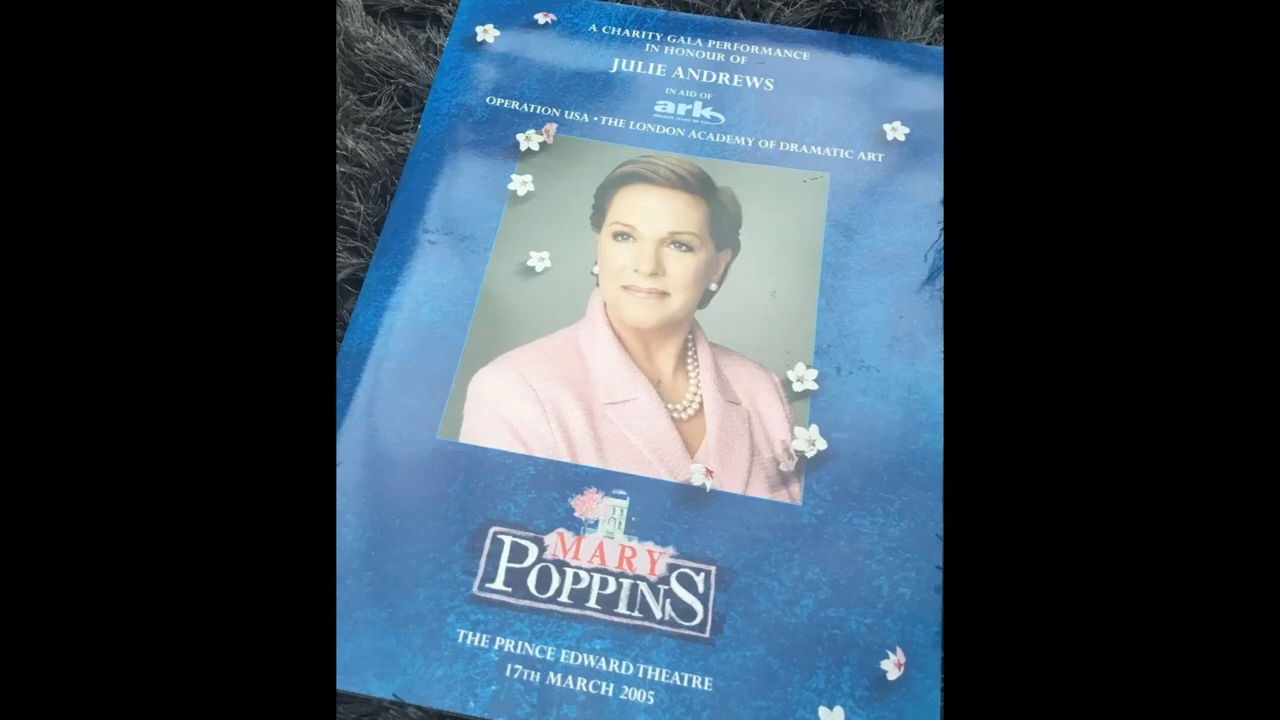 A CHARITY GALA PERFORMANCE
IN HONOUR OF
JULIE ANDREWS
IN AID OF
ark
OPERATION USA • THE LONDON ACADEMY OF DRAMATIC ART
MARY
POPPINS
THE PRINCE EDWARD THEATRE
17TH MARCH 2005